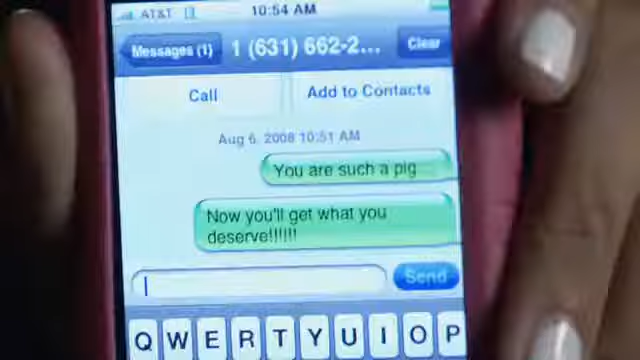 AT&T 10:54 AM
Messages (1) 1 (631) 662-2... Clear
Call Add to Contacts
Aug 6, 2008 10:51 AM
You are such a pig
Now you'll get what you
deserve!!!!!!
Send
Q W E R T Y U I O P